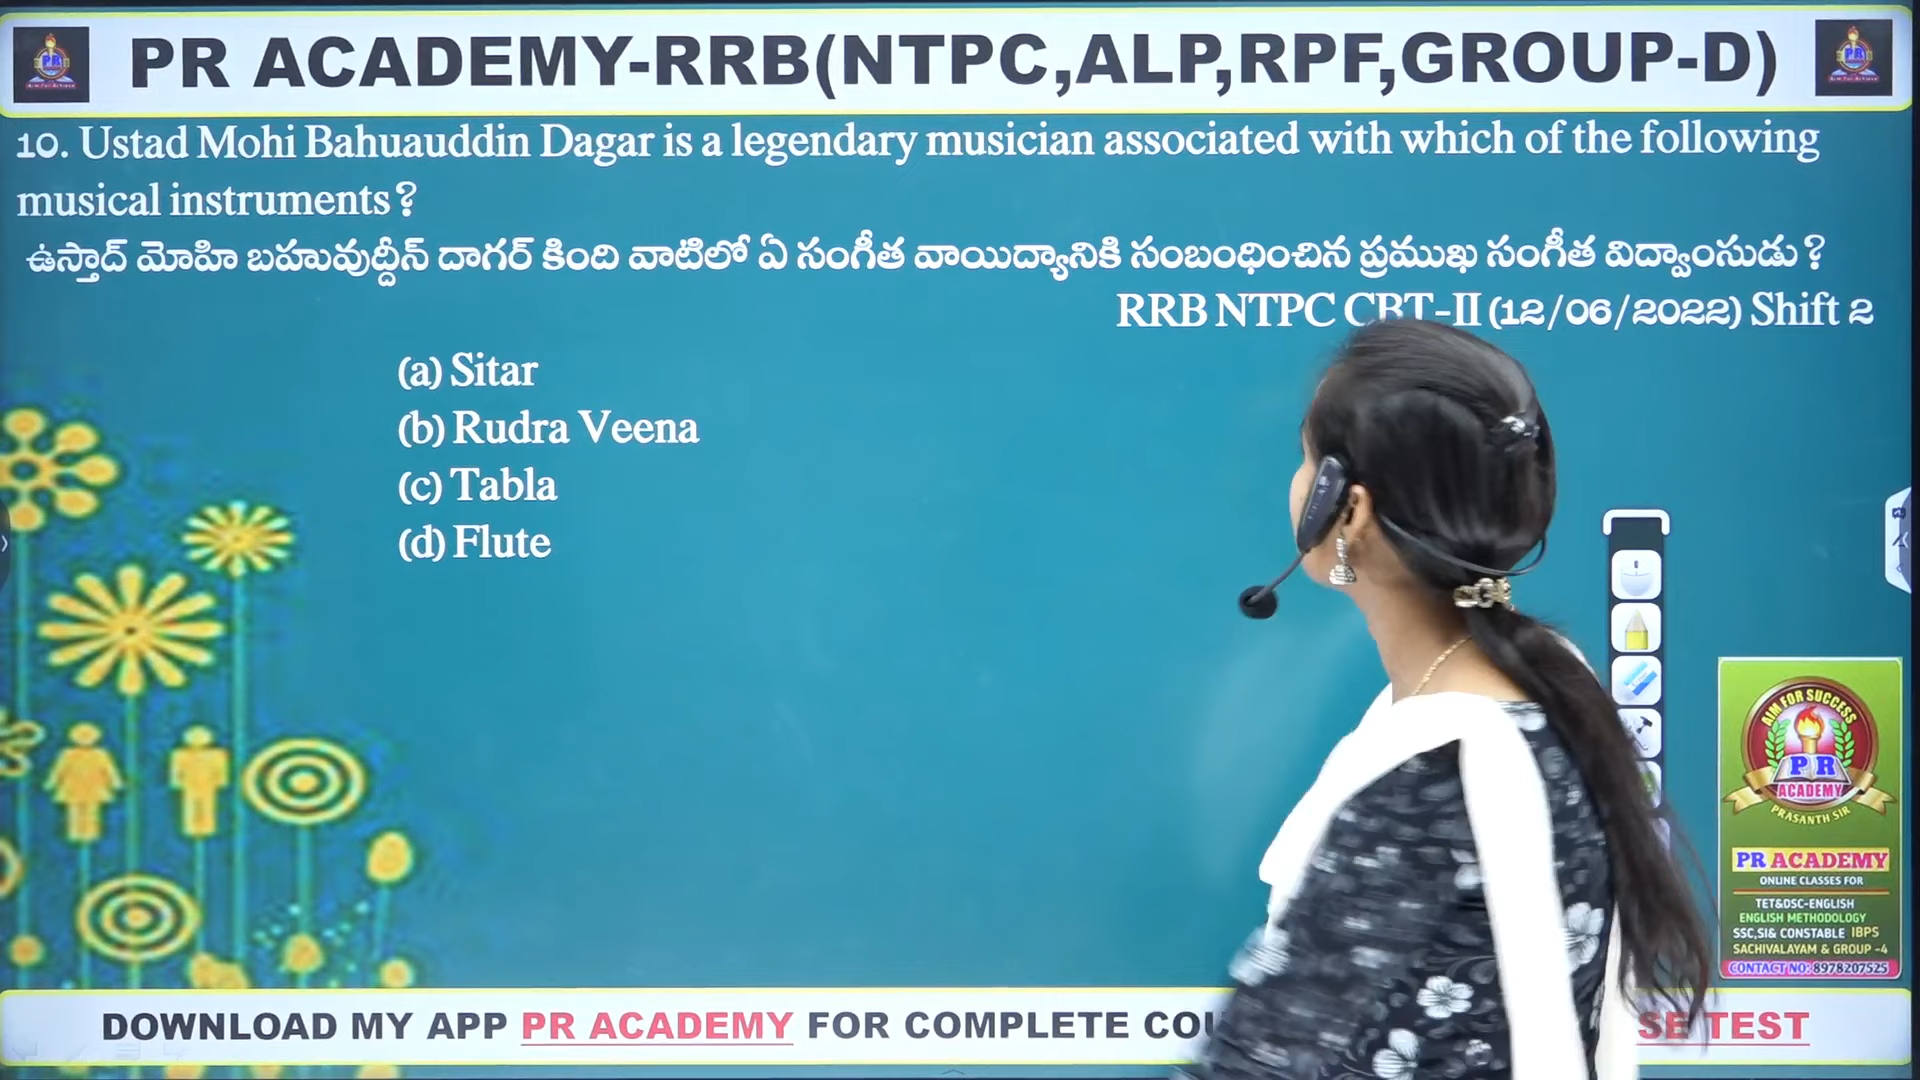 PR ACADEMY-RRB(NTPC,ALP,RPF,GROUP-D)
10. Ustad Mohi Bahuauddin Dagar is a legendary musician associated with which of the following
musical instruments?
ఉస్తాద్ మోహి బహువుద్దీన్ దాగర్ కింది వాటిలో ఏ సంగీత వాయిద్యానికి సంబంధించిన ప్రముఖ సంగీత విద్వాంసుడు?
RRB NTPC CBT-II (12/06/2022) Shift 2
(a) Sitar
(b) Rudra Veena
(c) Tabla
(d) Flute
AIM FOR SUCCESS
PR
ACADEMY
PRASANTH SIR
PR ACADEMY
ONLINE CLASSES FOR
TET&DSC-ENGLISH
ENGLISH METHODOLOGY
SSC,SI& CONSTABLE IBPS
SACHIVALAYAM & GROUP -4
CONTACT NO: 8978207525
DOWNLOAD MY APP PR ACADEMY FOR COMPLETE TEST